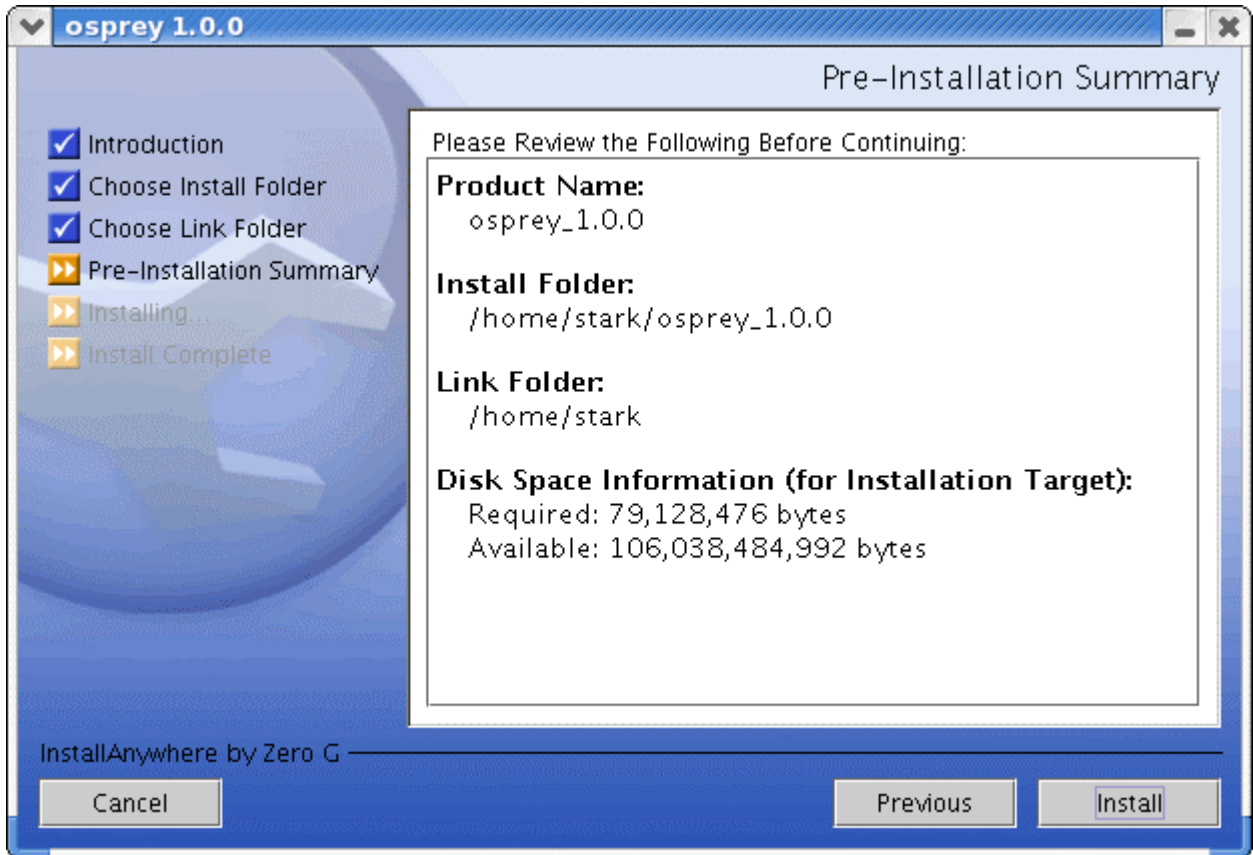 osprey 1.0.0
Pre-Installation Summary
Introduction
Choose Install Folder
Choose Link Folder
Pre-Installation Summary
Installing...
Install Complete
Please Review the Following Before Continuing:
Product Name:
osprey_1.0.0
Install Folder:
/home/stark/osprey_1.0.0
Link Folder:
/home/stark
Disk Space Information (for Installation Target):
Required: 79,128,476 bytes
Available: 106,038,484,992 bytes
InstallAnywhere by Zero G
Cancel
Previous
Install